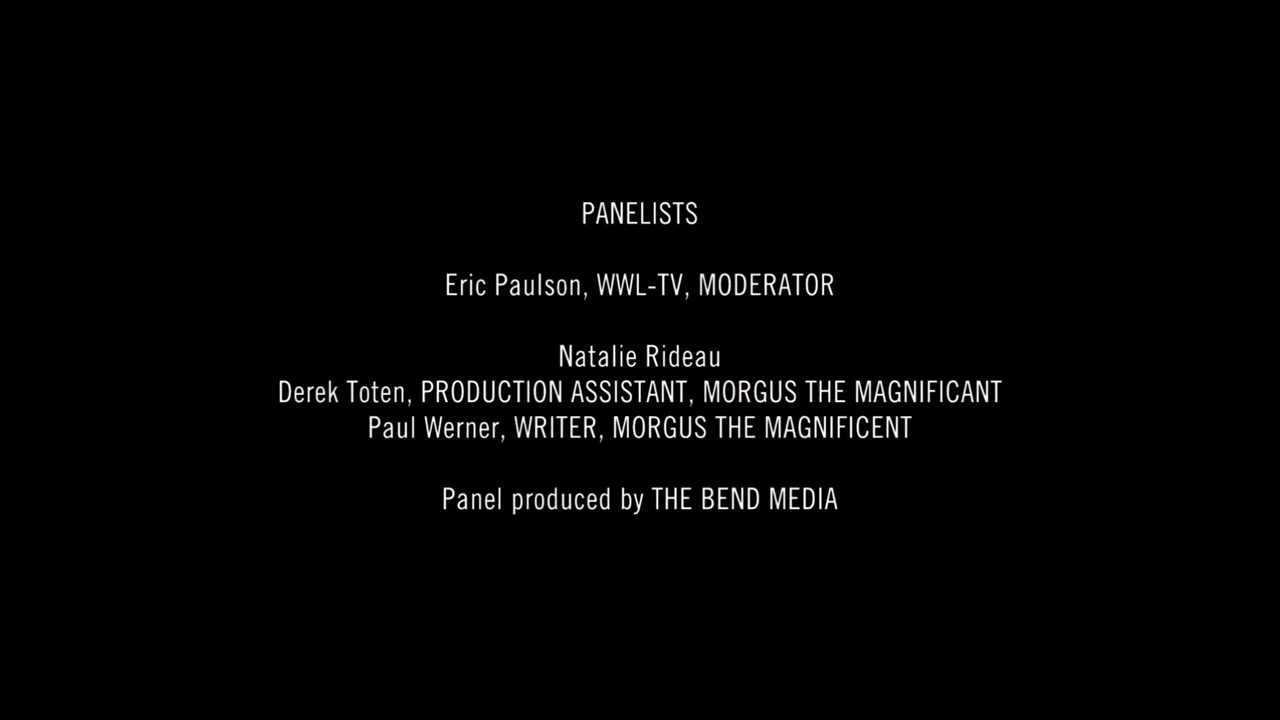 PANELISTS
Eric Paulson, WWL-TV, MODERATOR
Natalie Rideau
Derek Toten, PRODUCTION ASSISTANT, MORGUS THE MAGNIFICANT
Paul Werner, WRITER, MORGUS THE MAGNIFICENT
Panel produced by THE BEND MEDIA